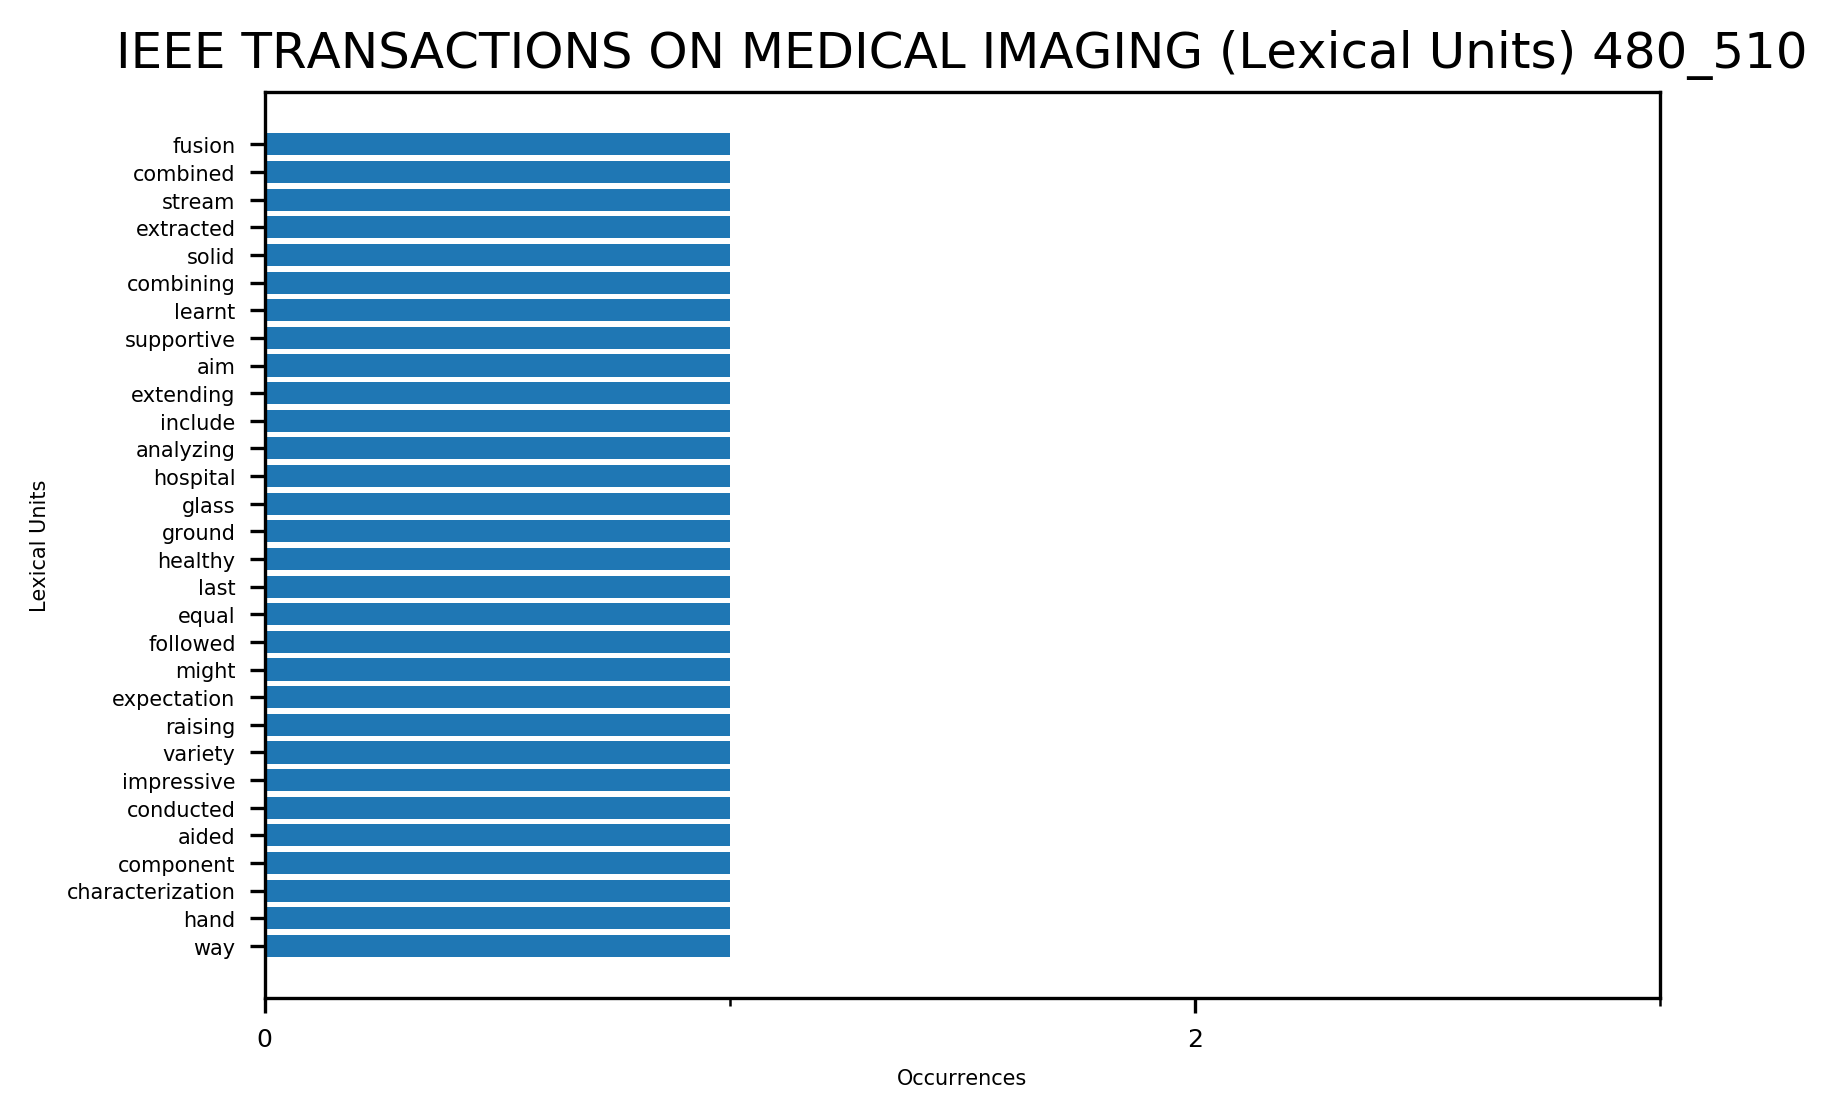 IEEE TRANSACTIONS ON MEDICAL IMAGING (Lexical Units) 480_510
fusion
combined
stream
extracted
solid
combining
learnt
supportive
aim
extending
include
analyzing
hospital
glass
ground
healthy
last
equal
followed
might
expectation
raising
variety
impressive
conducted
aided
component
characterization
hand
way
Lexical Units
0
2
Occurrences